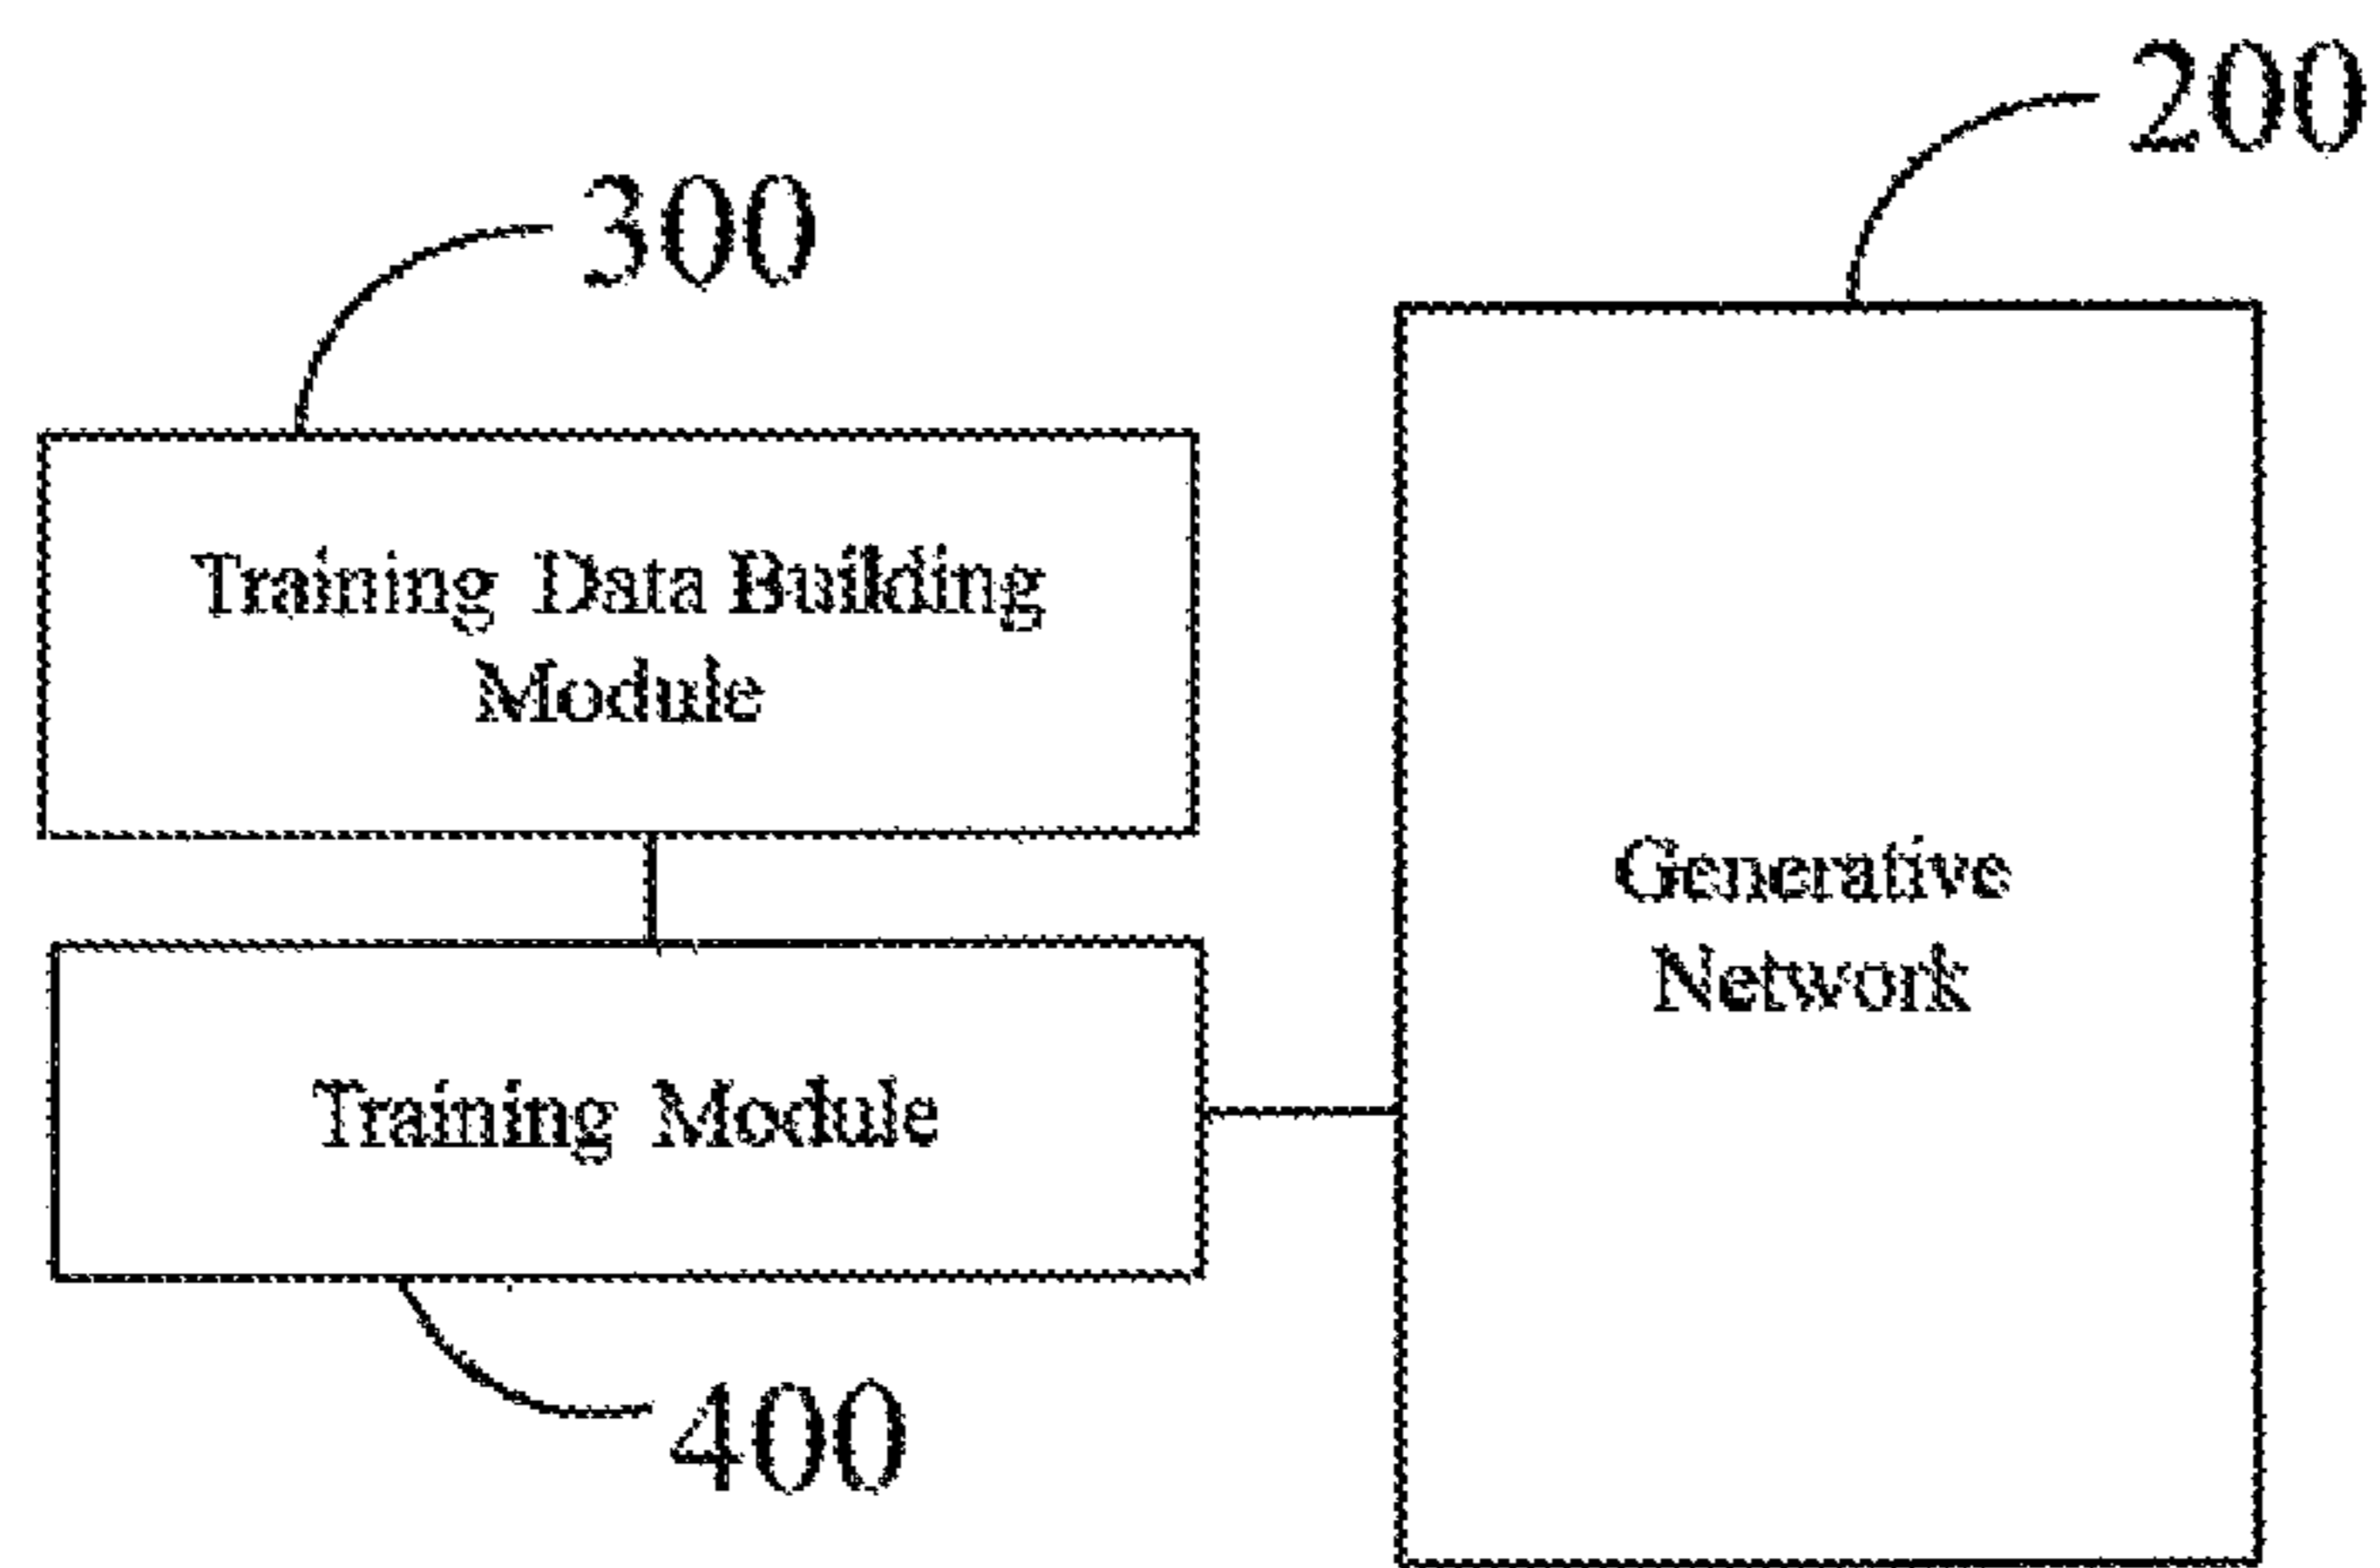 200
300
Training Data Building
Module
Generative
Network
Training Module
400